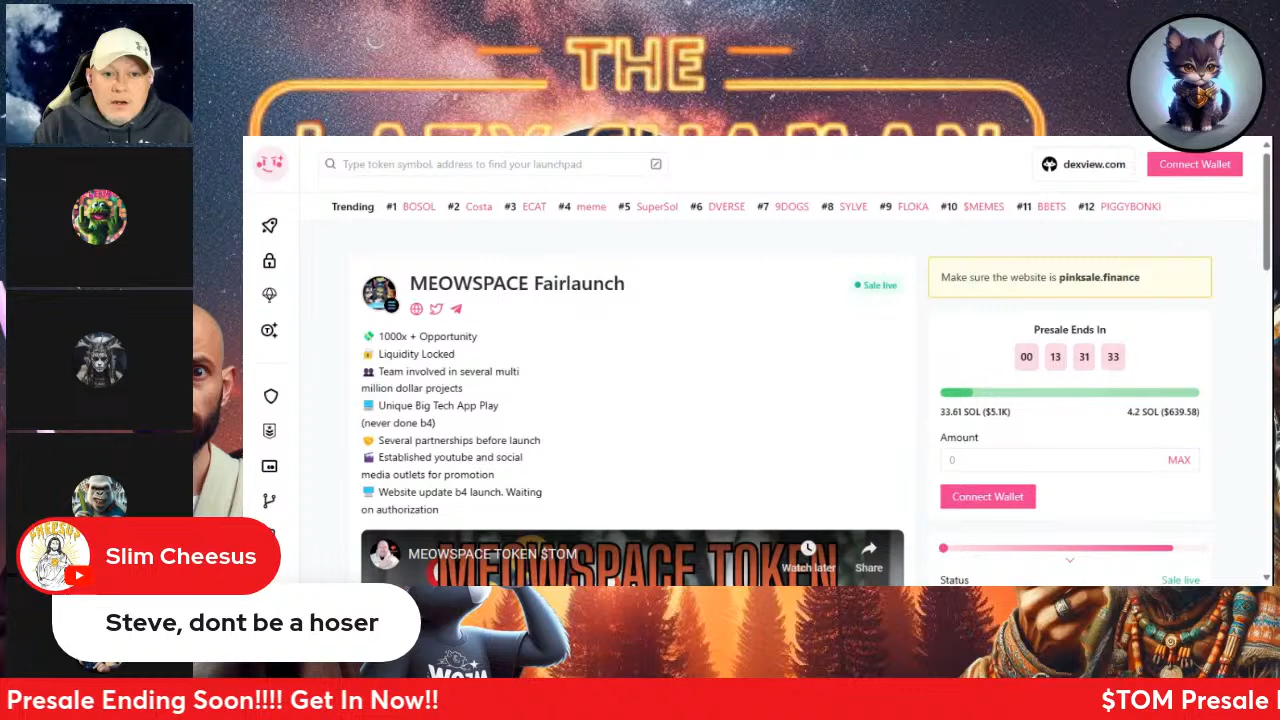 THE
LAZY SHAMAN
Type token symbol, address to find your launchpad
dexview.com
Connect Wallet
Trending #1 BOSOL #2 Costa #3 ECAT #4 meme #5 SuperSol #6 DVERSE #7 9DOGS #8 SYLVE #9 FLOKA #10 $MEMES #11 BBETS #12 PIGGYBONKI
MEOWSPACE Fairlaunch
Sale live
1000x + Opportunity
Liquidity Locked
Team involved in several multi
million dollar projects
Unique Big Tech App Play
(never done b4)
Several partnerships before launch
Established youtube and social
media outlets for promotion
Website update b4 launch. Waiting
on authorization
MEOWSPACE TOKEN $TOM
MEOWSPACE TOKEN
Watch later
Share
Make sure the website is pinksale.finance
Presale Ends In
00 13 31 33
33.61 SOL ($5.1K)
4.2 SOL ($639.58)
Amount
0
MAX
Connect Wallet
Status
Sale live
Slim Cheesus
Steve, dont be a hoser
Presale Ending Soon!!!! Get In Now!!
$TOM Presale